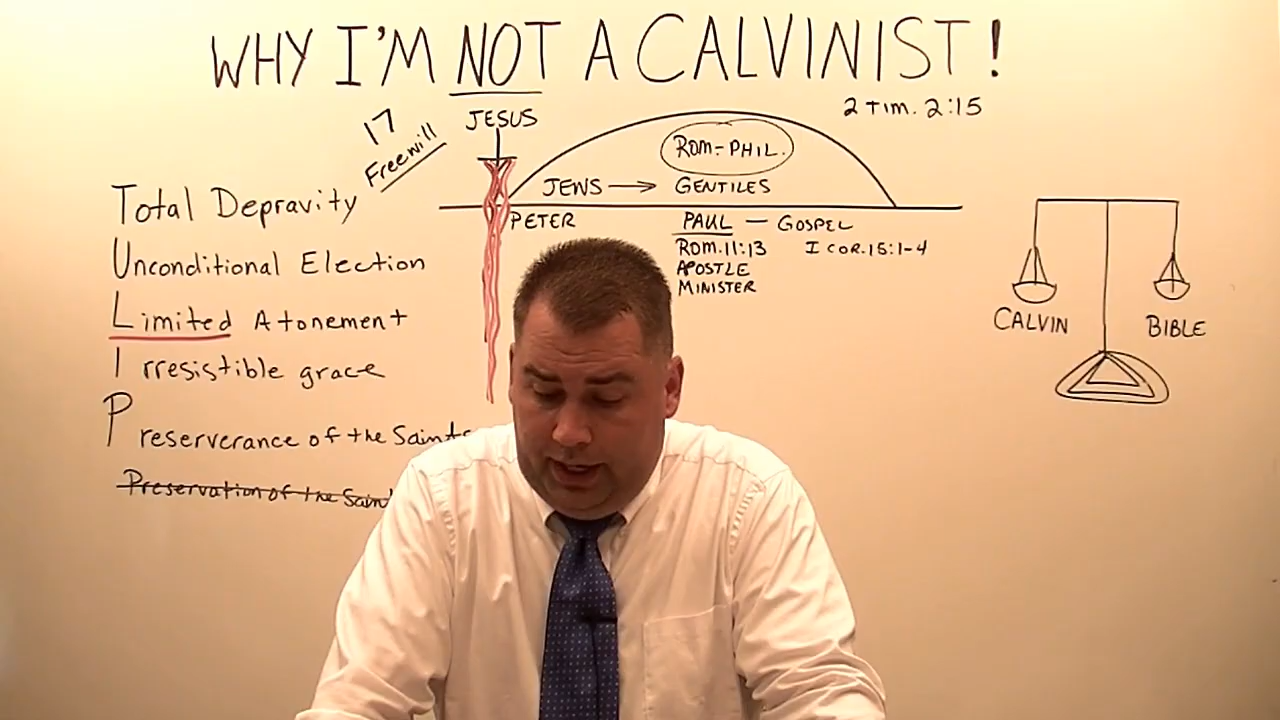 WHY I'M NOT A CALVINIST!
17
Freewill
JESUS
2 Tim. 2:15
ROM-PHIL.
JEWS → GENTILES
PETER
PAUL — GOSPEL
ROM. 11:13 I COR. 15:1-4
APOSTLE
MINISTER
Total Depravity
Unconditional Election
Limited Atonement
Irresistible grace
Preserverance of the Saints
Preservation of the Saint
CALVIN
BIBLE